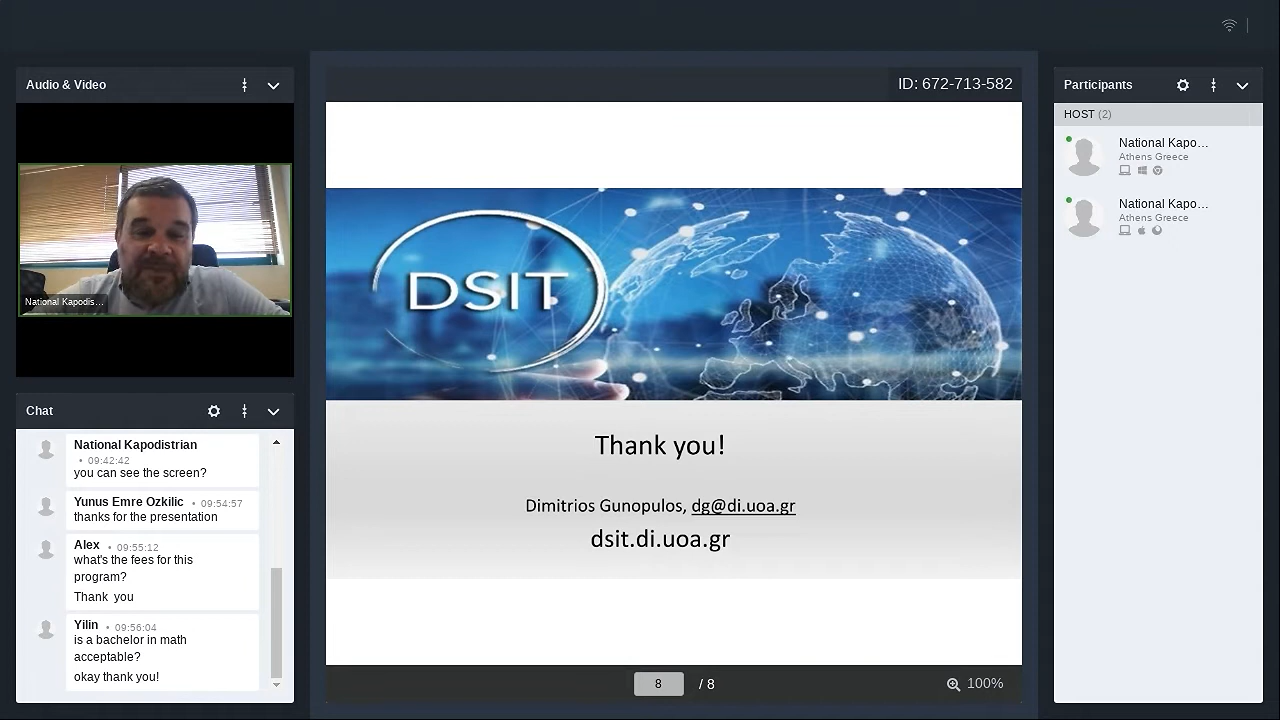 Audio & Video
National Kapodis...
Chat
National Kapodistrian
• 09:42:42
you can see the screen?
Yunus Emre Ozkilic • 09:54:57
thanks for the presentation
Alex • 09:55:12
what's the fees for this
program?
Thank you
Yilin • 09:56:04
is a bachelor in math
acceptable?
okay thank you!
ID: 672-713-582
DSIT
Thank you!
Dimitrios Gunopulos, dg@di.uoa.gr
dsit.di.uoa.gr
8 / 8
100%
Participants
HOST (2)
National Kapo...
Athens Greece
National Kapo...
Athens Greece